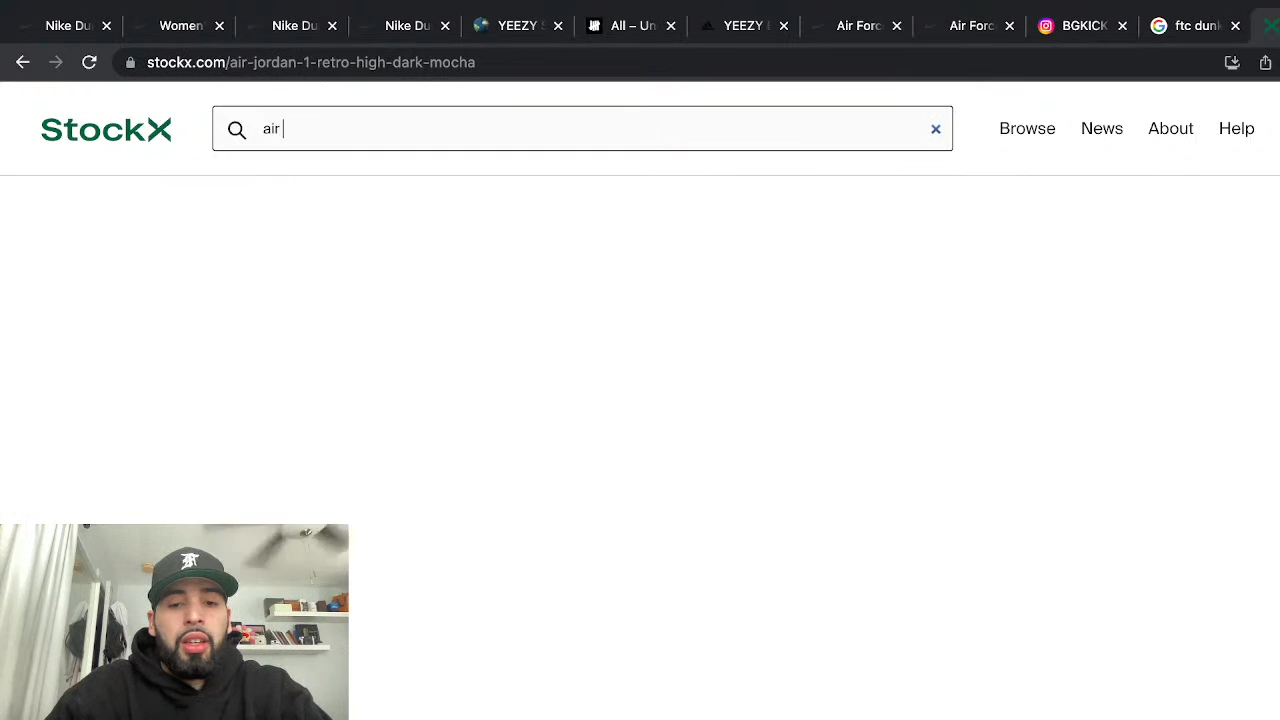 Nike Du
Women
Nike Du
Nike Du
YEEZY S
All – Un
YEEZY
Air Forc
Air Forc
BGKICK
ftc dunk
stockx.com/air-jordan-1-retro-high-dark-mocha
StockX
air
Browse
News
About
Help